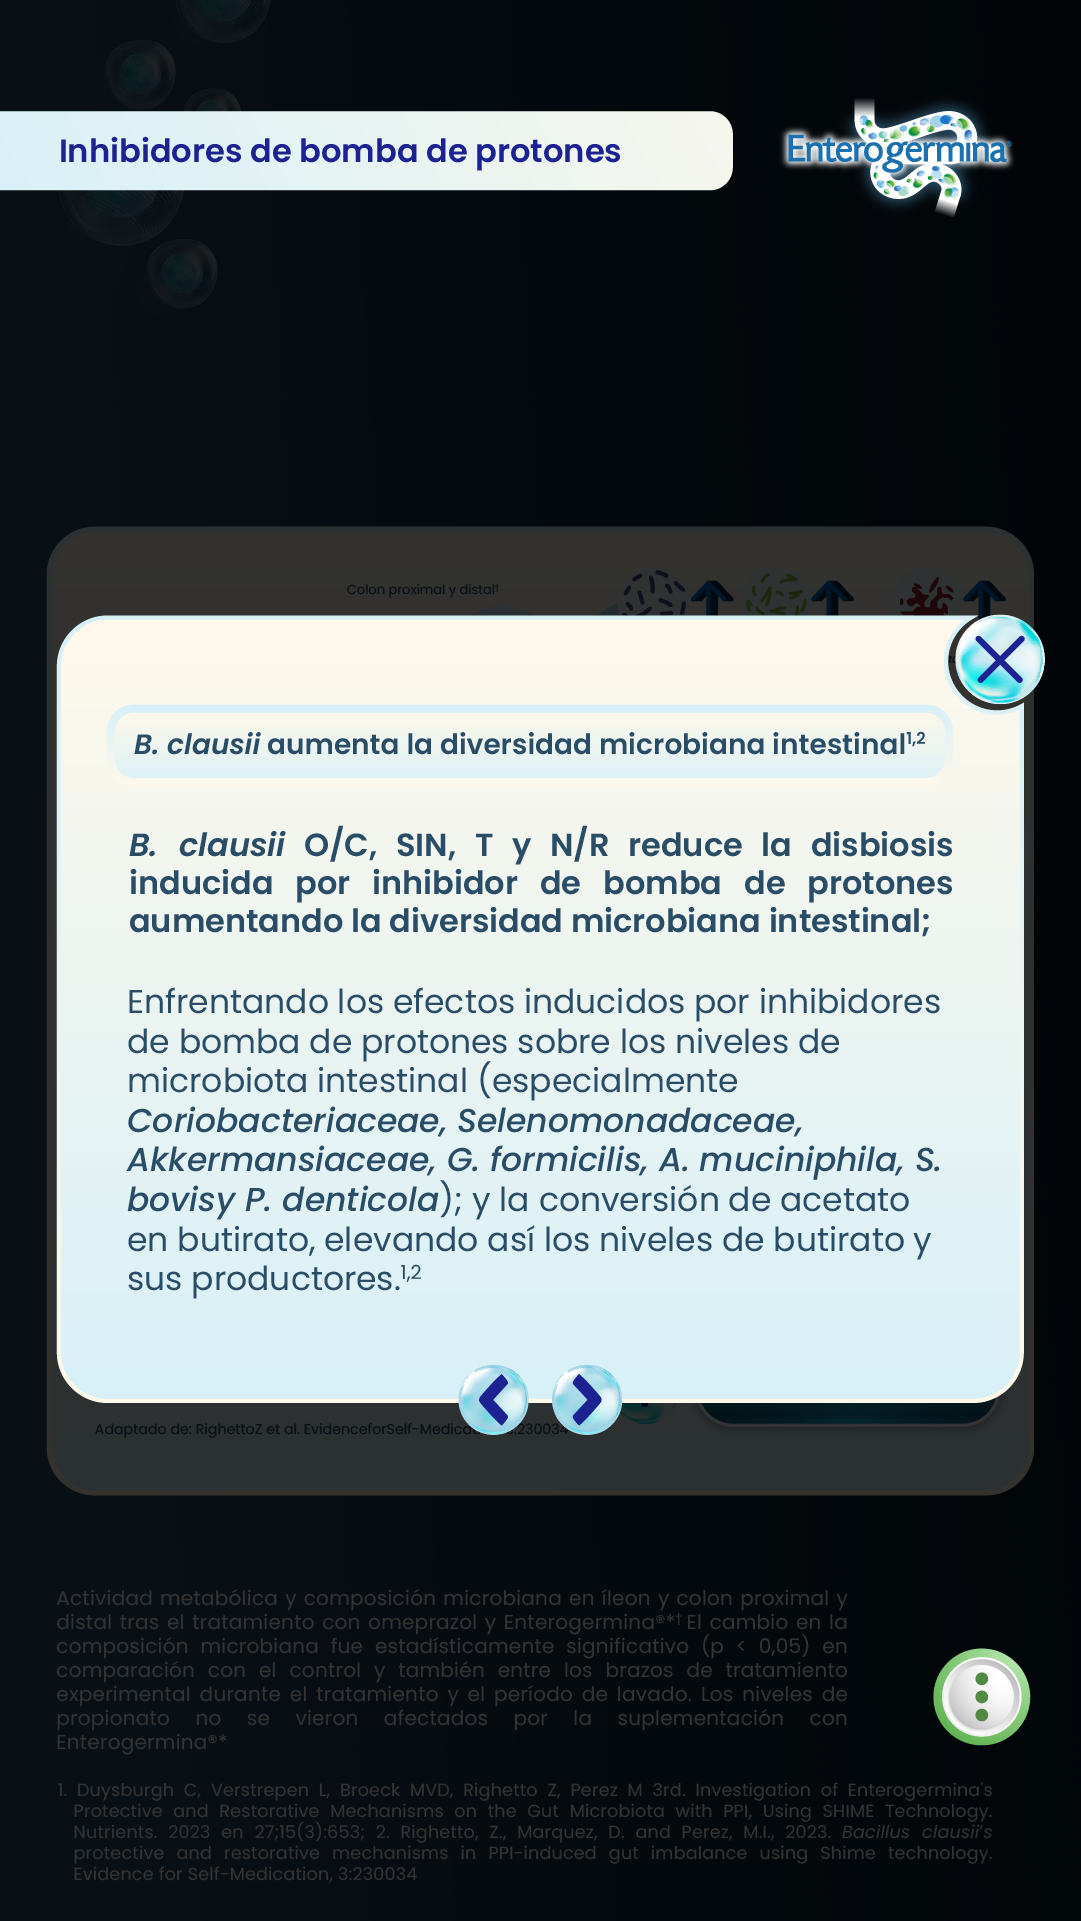 Inhibidores de bomba de protones
Enterogermina
Colon proximal y distal†
B. clausii aumenta la diversidad microbiana intestinal1,2
B. clausii O/C, SIN, T y N/R reduce la disbiosis
inducida por inhibidor de bomba de protones
aumentando la diversidad microbiana intestinal;
Enfrentando los efectos inducidos por inhibidores
de bomba de protones sobre los niveles de
microbiota intestinal (especialmente
Coriobacteriaceae, Selenomonadaceae,
Akkermansiaceae, G. formicilis, A. muciniphila, S.
bovisy P. denticola); y la conversión de acetato
en butirato, elevando así los niveles de butirato y
sus productores.1,2
Adaptado de: RighettoZ et al. EvidenceforSelf-Medica 230034
Actividad metabólica y composición microbiana en íleon y colon proximal y
distal tras el tratamiento con omeprazol y Enterogermina®*† El cambio en la
composición microbiana fue estadísticamente significativo (p < 0,05) en
comparación con el control y también entre los brazos de tratamiento
experimental durante el tratamiento y el período de lavado. Los niveles de
propionato no se vieron afectados por la suplementación con
Enterogermina®*
1. Duysburgh C, Verstrepen L, Broeck MVD, Righetto Z, Perez M 3rd. Investigation of Enterogermina's
Protective and Restorative Mechanisms on the Gut Microbiota with PPI, Using SHIME Technology.
Nutrients. 2023 en 27;15(3):653; 2. Righetto, Z., Marquez, D. and Perez, M.I., 2023. Bacillus clausii's
protective and restorative mechanisms in PPI-induced gut imbalance using Shime technology.
Evidence for Self-Medication, 3:230034